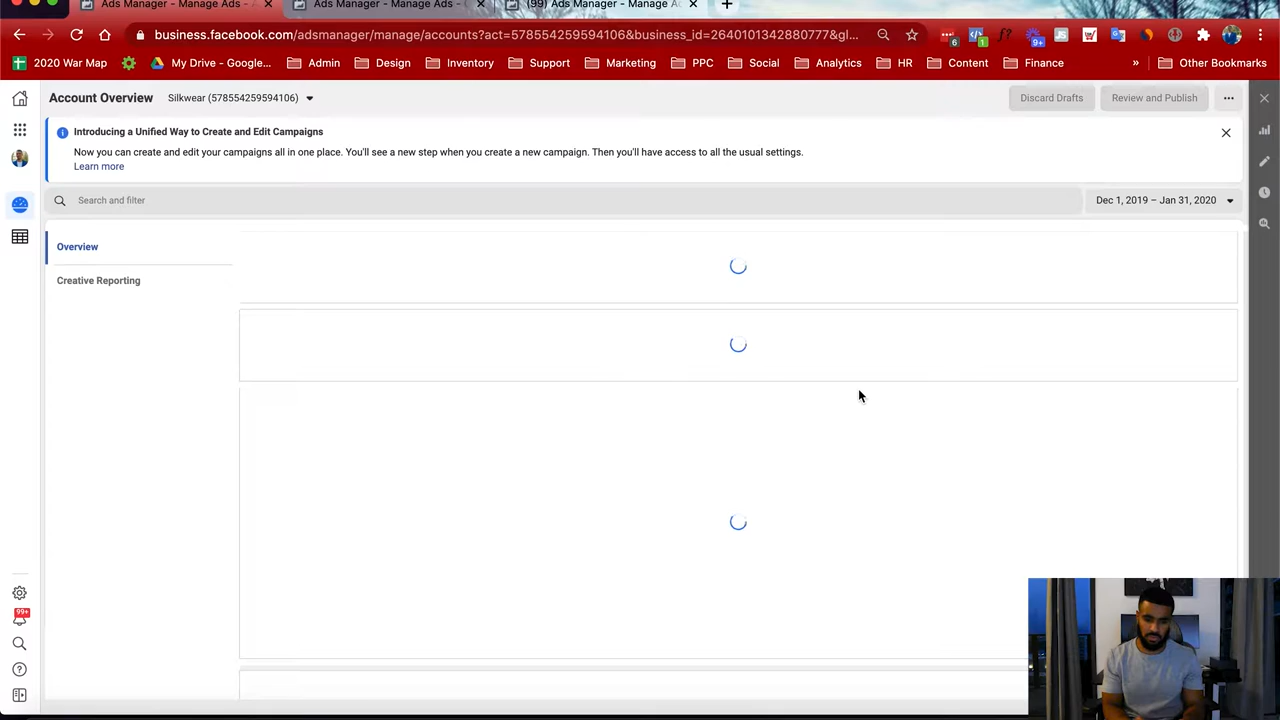 Ads Manager - Manage Ads -
Ads Manager - Manage Ads - (
(99) Ads Manager - Manage A
business.facebook.com/adsmanager/manage/accounts?act=578554259594106&business_id=2640101342880777&gl...
6
1
f?
9+
2020 War Map
My Drive - Google...
Admin
Design
Inventory
Support
Marketing
PPC
Social
Analytics
HR
Content
Finance
»
Other Bookmarks
Account Overview
Silkwear (578554259594106)
Discard Drafts
Review and Publish
Introducing a Unified Way to Create and Edit Campaigns
Now you can create and edit your campaigns all in one place. You'll see a new step when you create a new campaign. Then you'll have access to all the usual settings.
Learn more
Search and filter
Dec 1, 2019 – Jan 31, 2020
Overview
Creative Reporting
99+